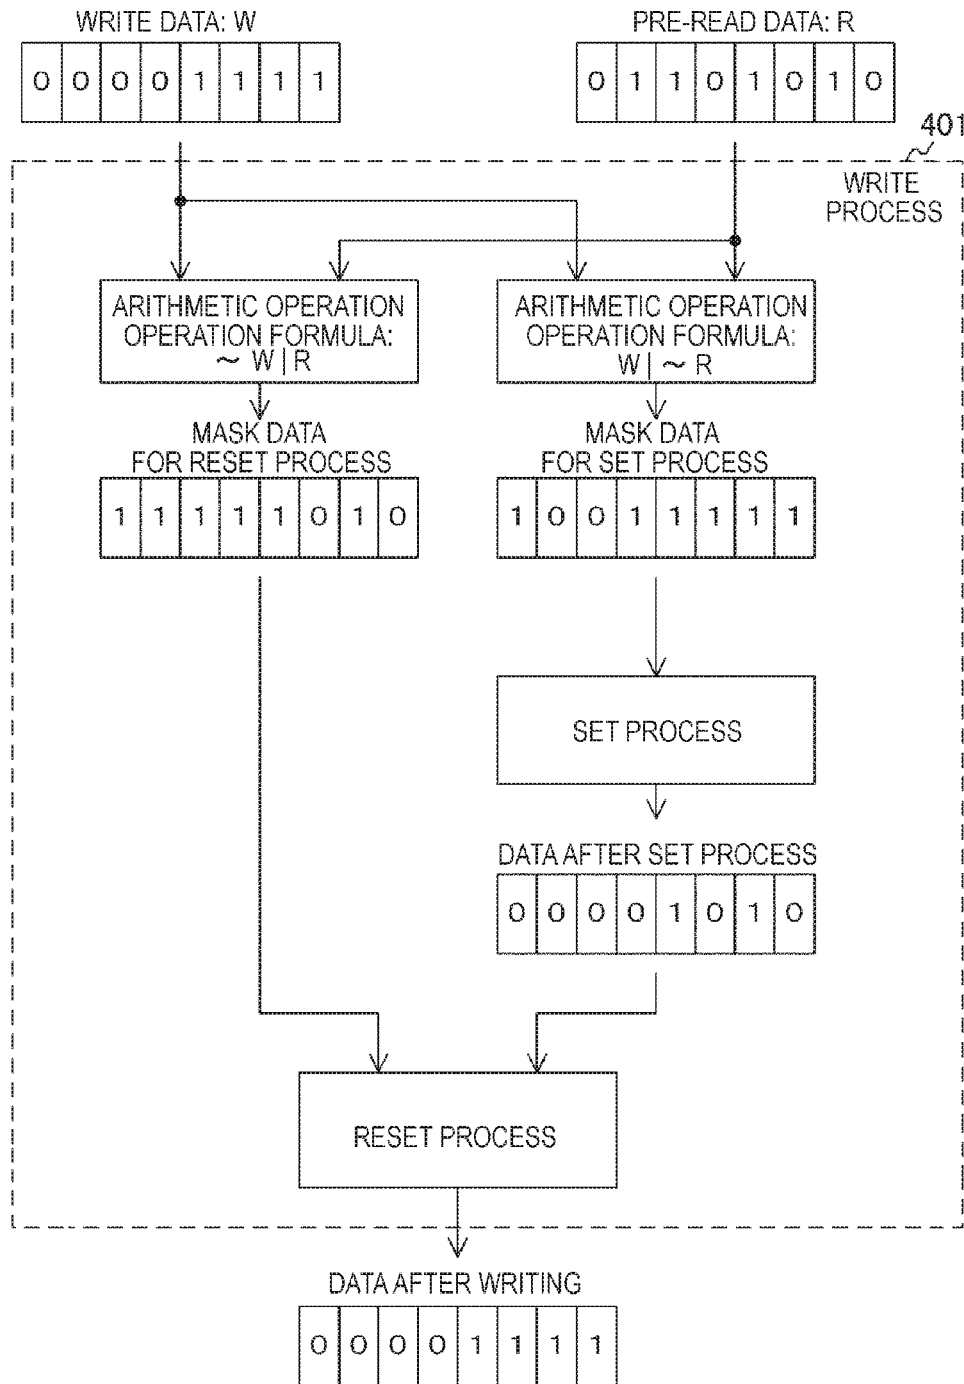 WRITE DATA: W
0 0 0 0 1 1 1 1
PRE-READ DATA: R
0 1 1 0 1 0 1 0
401
WRITE
PROCESS
ARITHMETIC OPERATION
OPERATION FORMULA:
~ W | R
ARITHMETIC OPERATION
OPERATION FORMULA:
W | ~ R
MASK DATA
FOR RESET PROCESS
1 1 1 1 1 0 1 0
MASK DATA
FOR SET PROCESS
1 0 0 1 1 1 1 1
SET PROCESS
DATA AFTER SET PROCESS
0 0 0 0 1 0 1 0
RESET PROCESS
DATA AFTER WRITING
0 0 0 0 1 1 1 1